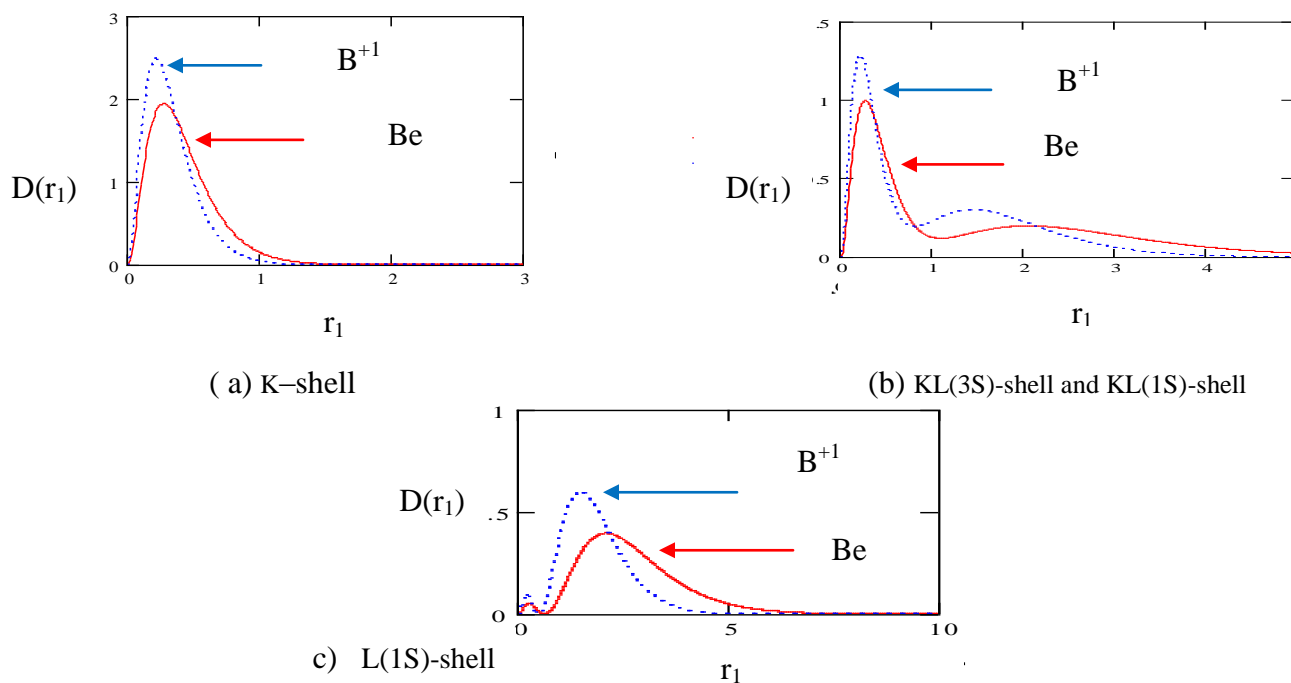 3
2
1
0
0
1
2
3
D(r₁)
r₁
B⁺¹
Be
( a) K–shell
.5
1
.5
0
0
1
2
3
4
D(r₁)
r₁
B⁺¹
Be
(b) KL(3S)-shell and KL(1S)-shell
1
.5
0
0
5
10
D(r₁)
B⁺¹
Be
c) L(1S)-shell
r₁